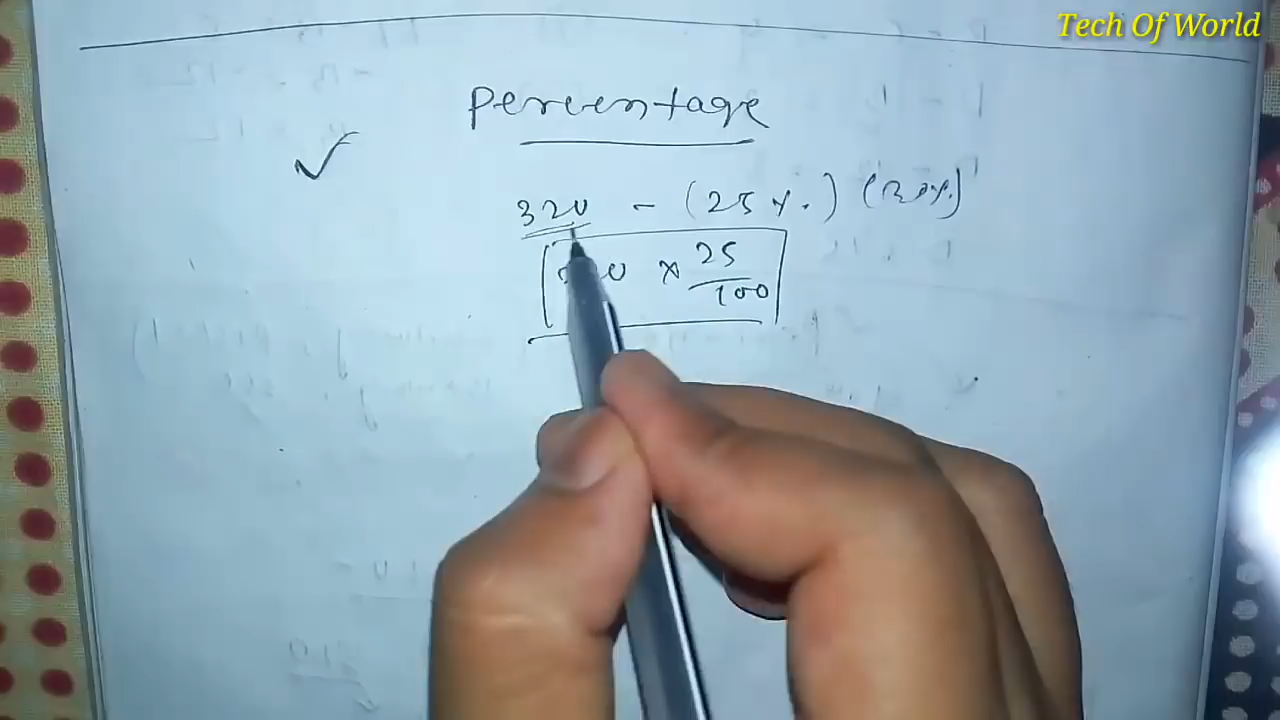 Tech Of World
Percentage
320 - (25%.) (30%)
25
× 100